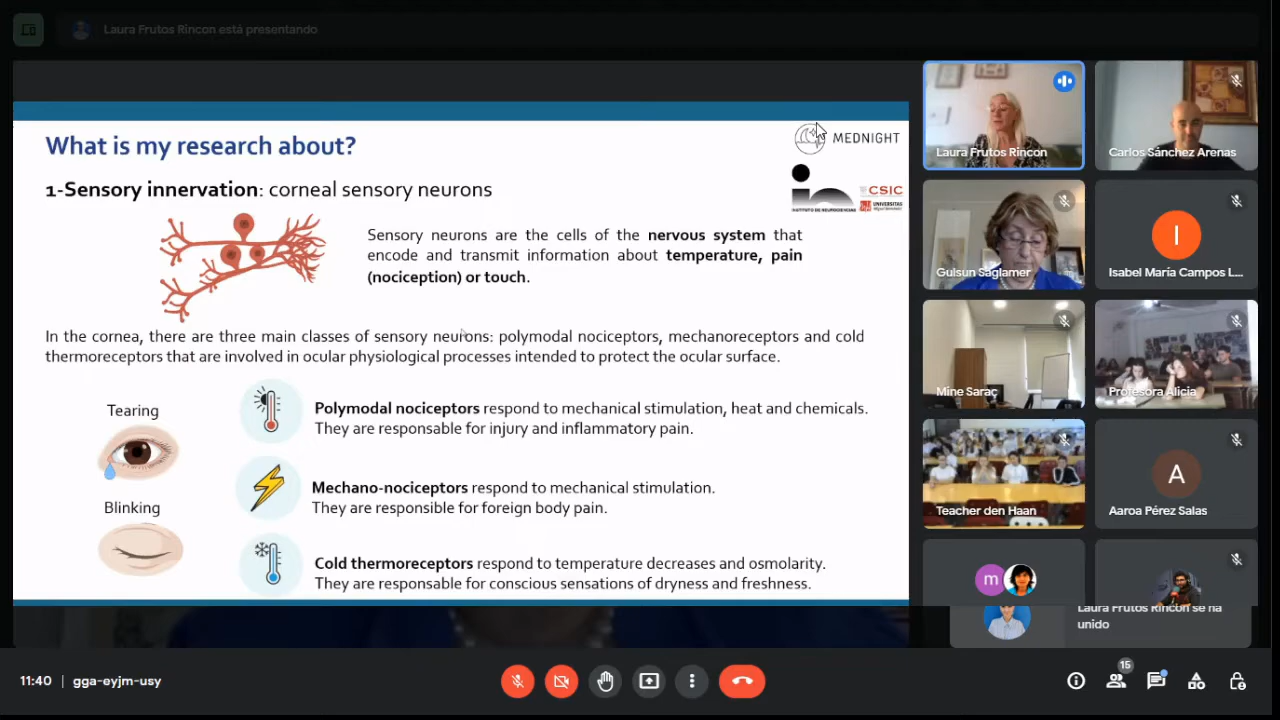 Laura Frutos Rincon está presentando
What is my research about?
MEDNIGHT
1-Sensory innervation: corneal sensory neurons
CSIC
INSTITUTO DE NEUROCIENCIAS
UNIVERSITAS
Sensory neurons are the cells of the nervous system that
encode and transmit information about temperature, pain
(nociception) or touch.
In the cornea, there are three main classes of sensory neurons: polymodal nociceptors, mechanoreceptors and cold
thermoreceptors that are involved in ocular physiological processes intended to protect the ocular surface.
Tearing
Polymodal nociceptors respond to mechanical stimulation, heat and chemicals.
They are responsable for injury and inflammatory pain.
Blinking
Mechano-nociceptors respond to mechanical stimulation.
They are responsible for foreign body pain.
Cold thermoreceptors respond to temperature decreases and osmolarity.
They are responsable for conscious sensations of dryness and freshness.
Laura Frutos Rincon
Carlos Sánchez Arenas
Gulsun Saglamer
I
Isabel María Campos L...
Mine Saraç
Profesora Alicia
Teacher den Haan
A
Aaroa Pérez Salas
m
Laura Frutos Rincon se ha
unido
11:40 | gga-eyjm-usy
15